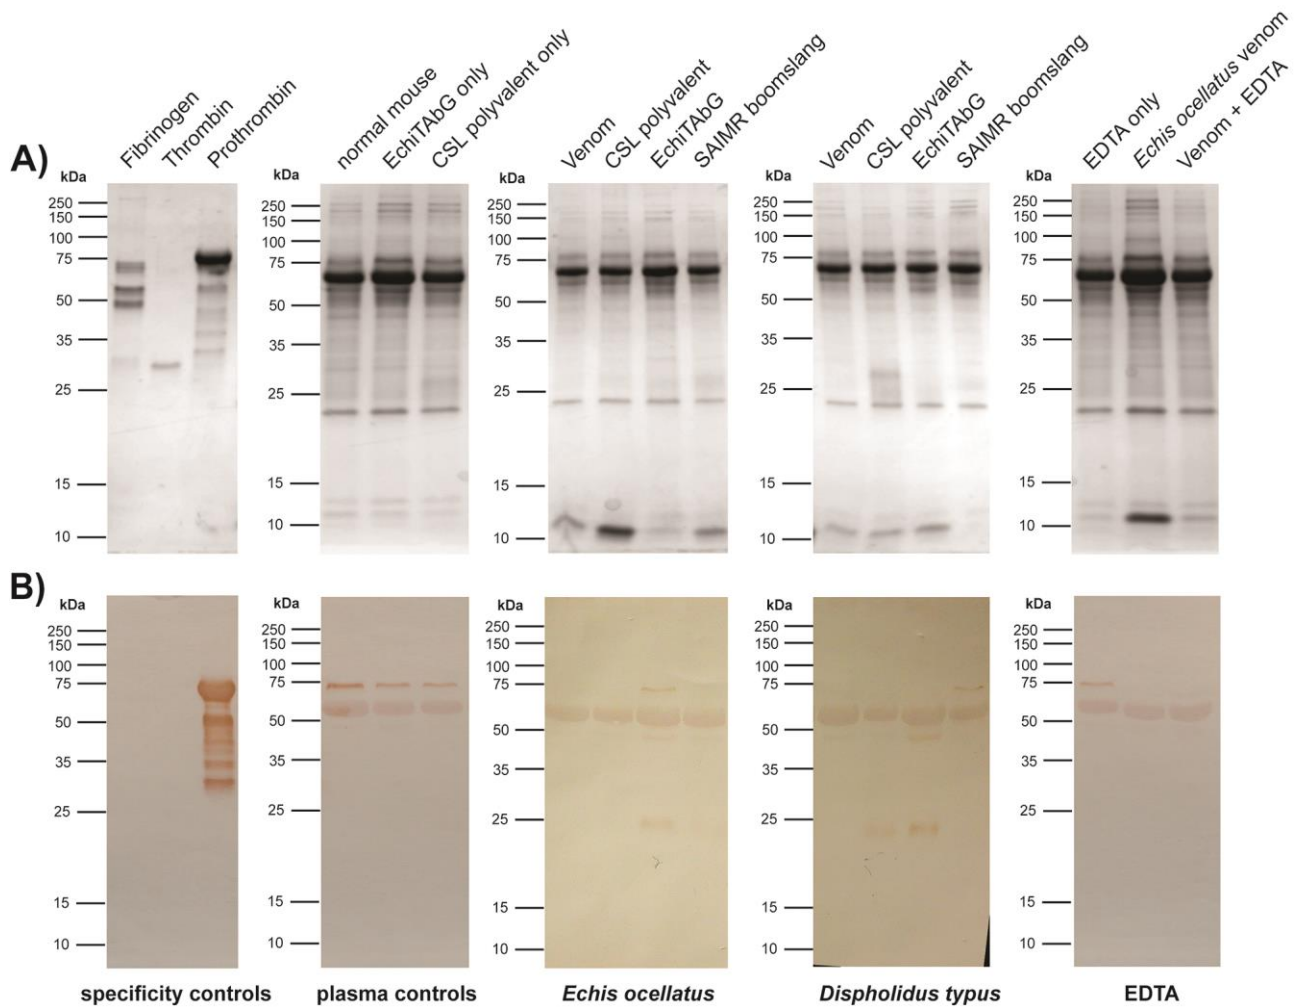 Fibrinogen
Thrombin
Prothrombin
normal mouse
EchiTAbG only
CSL polyvalent only
Venom
CSL polyvalent
EchiTAbG
SAIMR boomslang
Venom
CSL polyvalent
EchiTAbG
SAIMR boomslang
EDTA only
Echis ocellatus venom
Venom + EDTA
A)
kDa
250
150
100
75
50
35
25
15
10
kDa
250
150
100
75
50
35
25
15
10
kDa
250
150
100
75
50
35
25
15
10
kDa
250
150
100
75
50
35
25
15
10
kDa
250
150
100
75
50
35
25
15
10
B)
kDa
250
150
100
75
50
35
25
15
10
kDa
250
150
100
75
50
35
25
15
10
kDa
250
150
100
75
50
35
25
15
10
kDa
250
150
100
75
50
35
25
15
10
kDa
250
150
100
75
50
35
25
15
10
specificity controls
plasma controls
Echis ocellatus
Dispholidus typus
EDTA